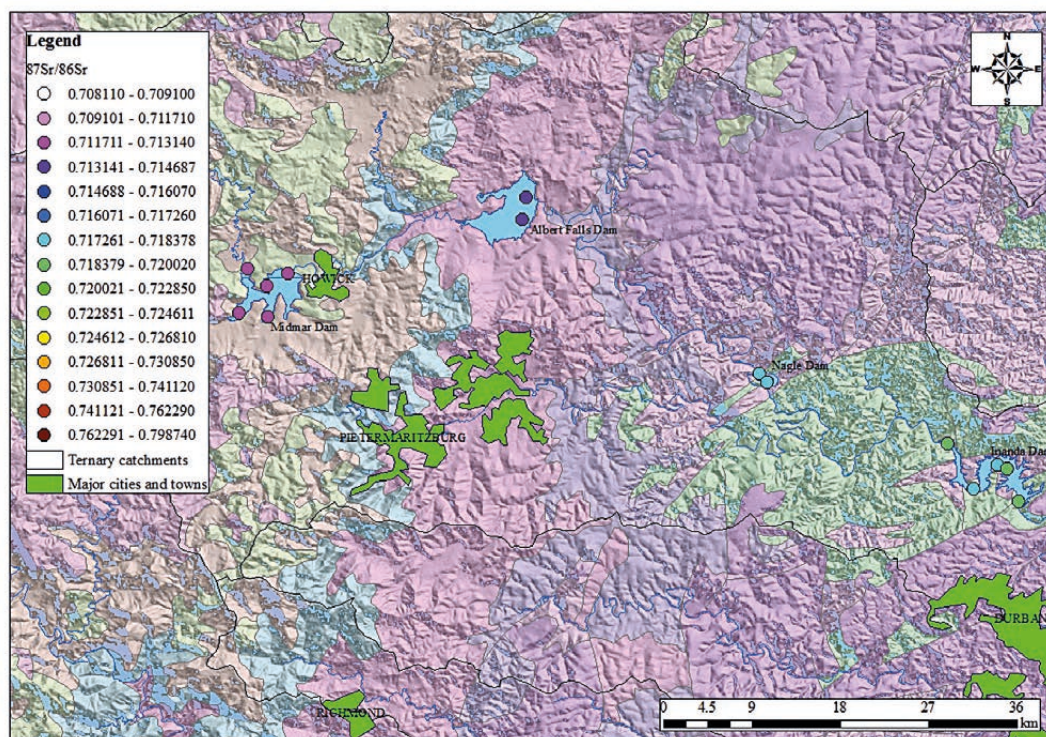 Legend
87Sr/86Sr
0.708110 - 0.709100
0.709101 - 0.711710
0.711711 - 0.713140
0.713141 - 0.714687
0.714688 - 0.716070
0.716071 - 0.717260
0.717261 - 0.718378
0.718379 - 0.720020
0.720021 - 0.722850
0.722851 - 0.724611
0.724612 - 0.726810
0.726811 - 0.730850
0.730851 - 0.741120
0.741121 - 0.762290
0.762291 - 0.798740
Ternary catchments
Major cities and towns
N
W E
S
Albert Falls Dam
HOWICK
Midmar Dam
Nagle Dam
PIETERMARITZBURG
Inanda Dam
DURBAN
RICHMOND
0 4.5 9 18 27 36
km